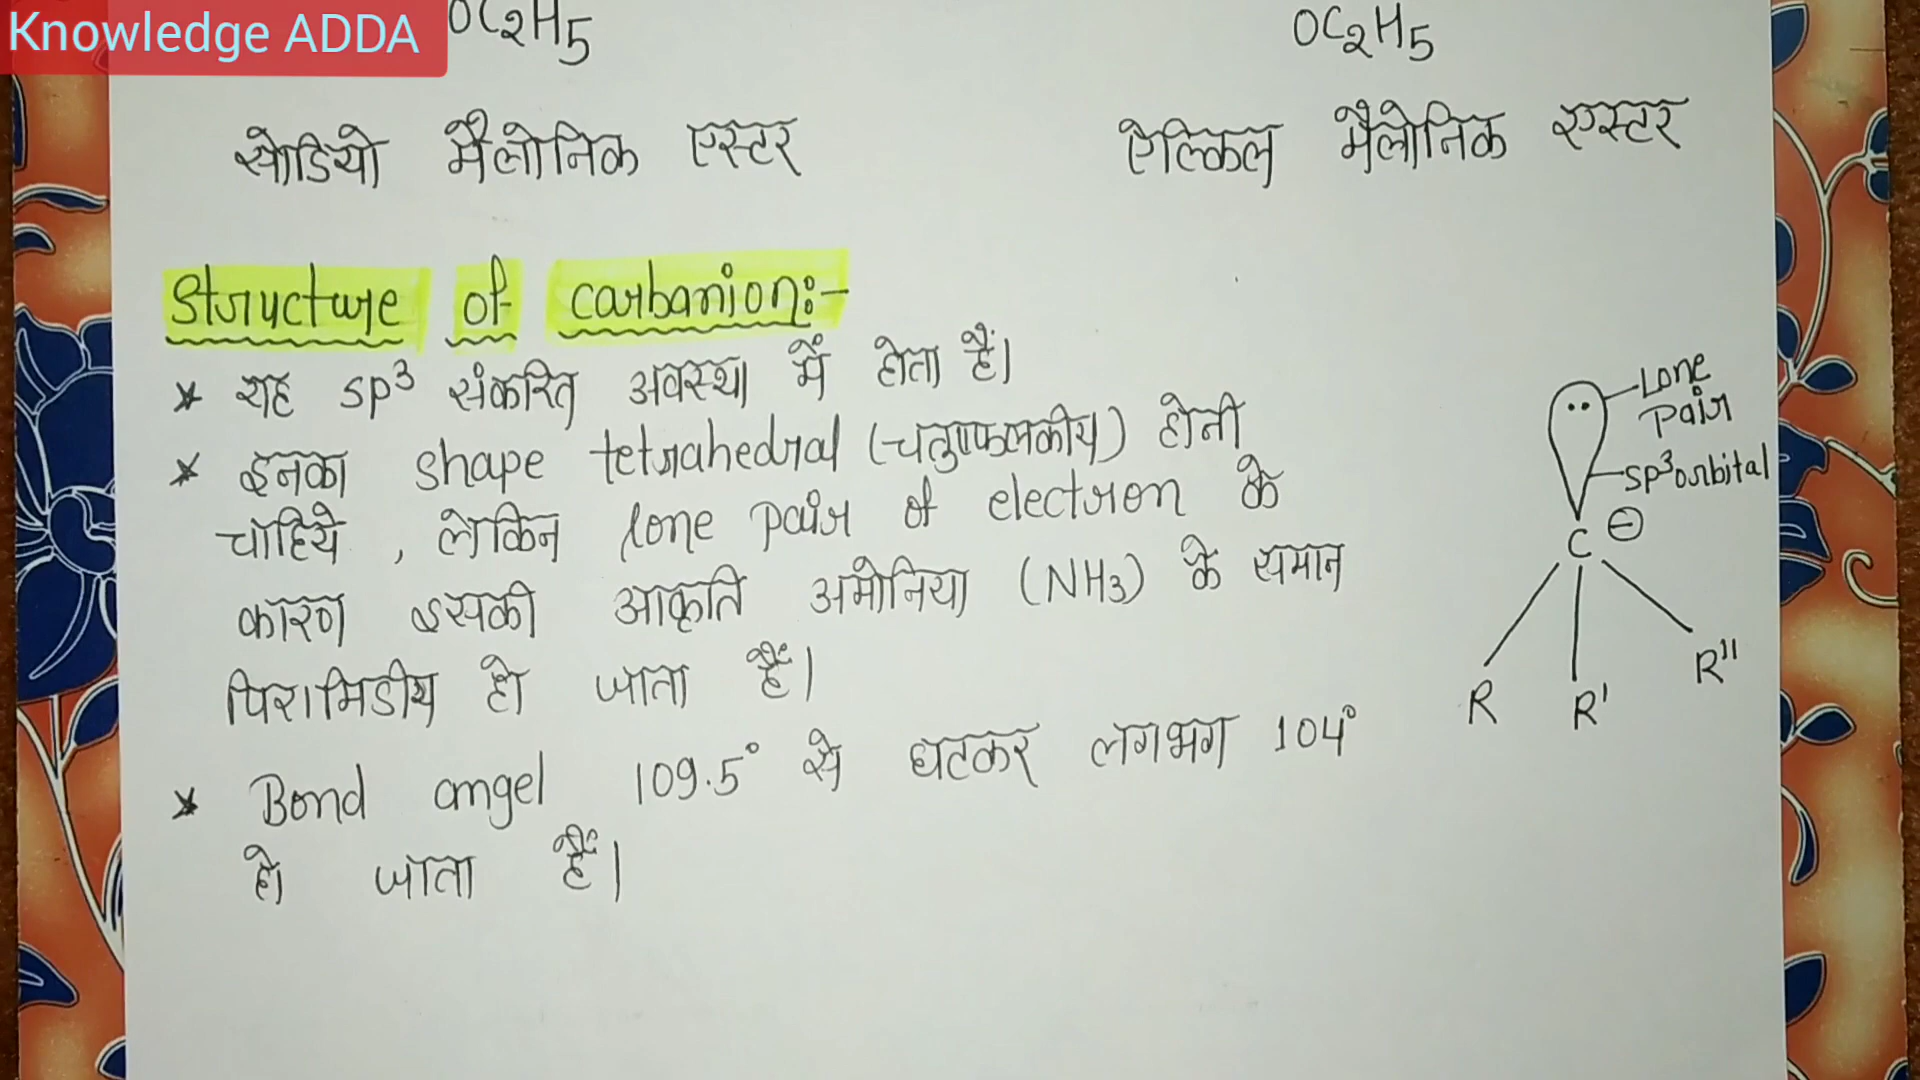 Knowledge ADDA
OC2H5
OC2H5
सोडियो मैलोनिक एस्टर
ऐल्किल मैलोनिक एस्टर
Structure of carbanion:-
* यह sp³ संकरित अवस्था में होता हैं।
* इनका shape tetrahedral (चतुष्फलकीय) होनी
चाहिये , लेकिन lone pair of electron के
कारण इसकी आकृति अमोनिया (NH3) के समान
पिरामिडीय हो जाता हैं।
* Bond angel 109.5° से घटकर लगभग 104°
हो जाता हैं।
Lone
pair
sp³ orbital
C ⊖
R R' R"